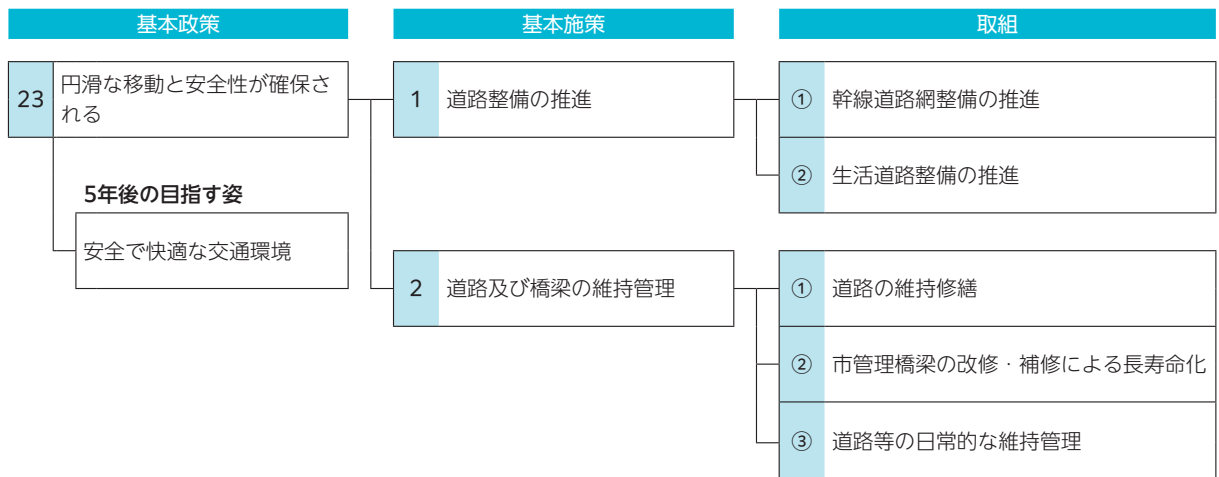 基本政策
基本施策
取組
23
円滑な移動と安全性が確保さ
れる
1
道路整備の推進
①
幹線道路網整備の推進
②
生活道路整備の推進
5年後の目指す姿
安全で快適な交通環境
2
道路及び橋梁の維持管理
①
道路の維持修繕
②
市管理橋梁の改修・補修による長寿命化
③
道路等の日常的な維持管理